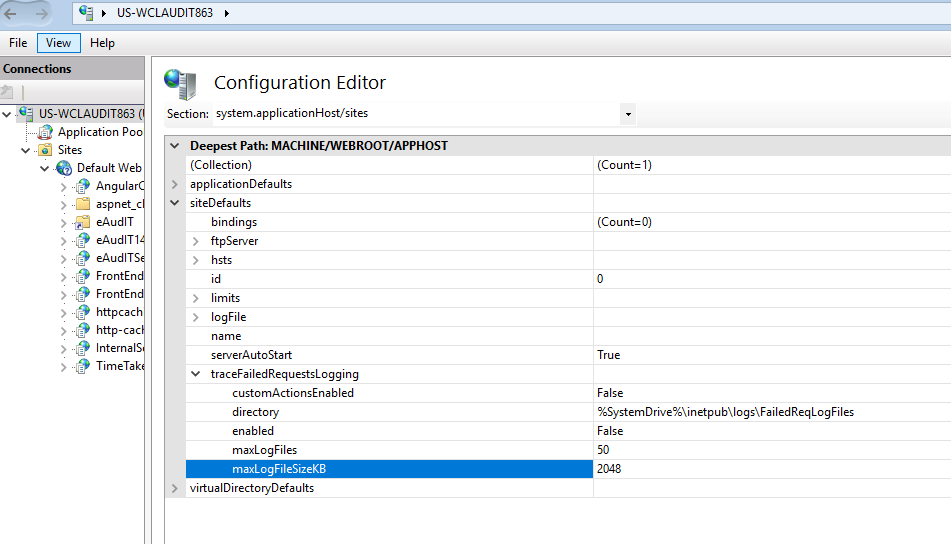 US-WCLAUDIT863
File View Help
Connections
US-WCLAUDIT863 (
Application Poo
Sites
Default Web
AngularC
aspnet_cl
eAudIT
eAudIT14
eAudITSe
FrontEnd
FrontEnd
httpcach
http-cach
InternalSe
TimeTake
Configuration Editor
Section: system.applicationHost/sites
Deepest Path: MACHINE/WEBROOT/APPHOST
(Collection) (Count=1)
applicationDefaults
siteDefaults
bindings (Count=0)
ftpServer
hsts
id 0
limits
logFile
name
serverAutoStart True
traceFailedRequestsLogging
customActionsEnabled False
directory %SystemDrive%\inetpub\logs\FailedReqLogFiles
enabled False
maxLogFiles 50
maxLogFileSizeKB 2048
virtualDirectoryDefaults